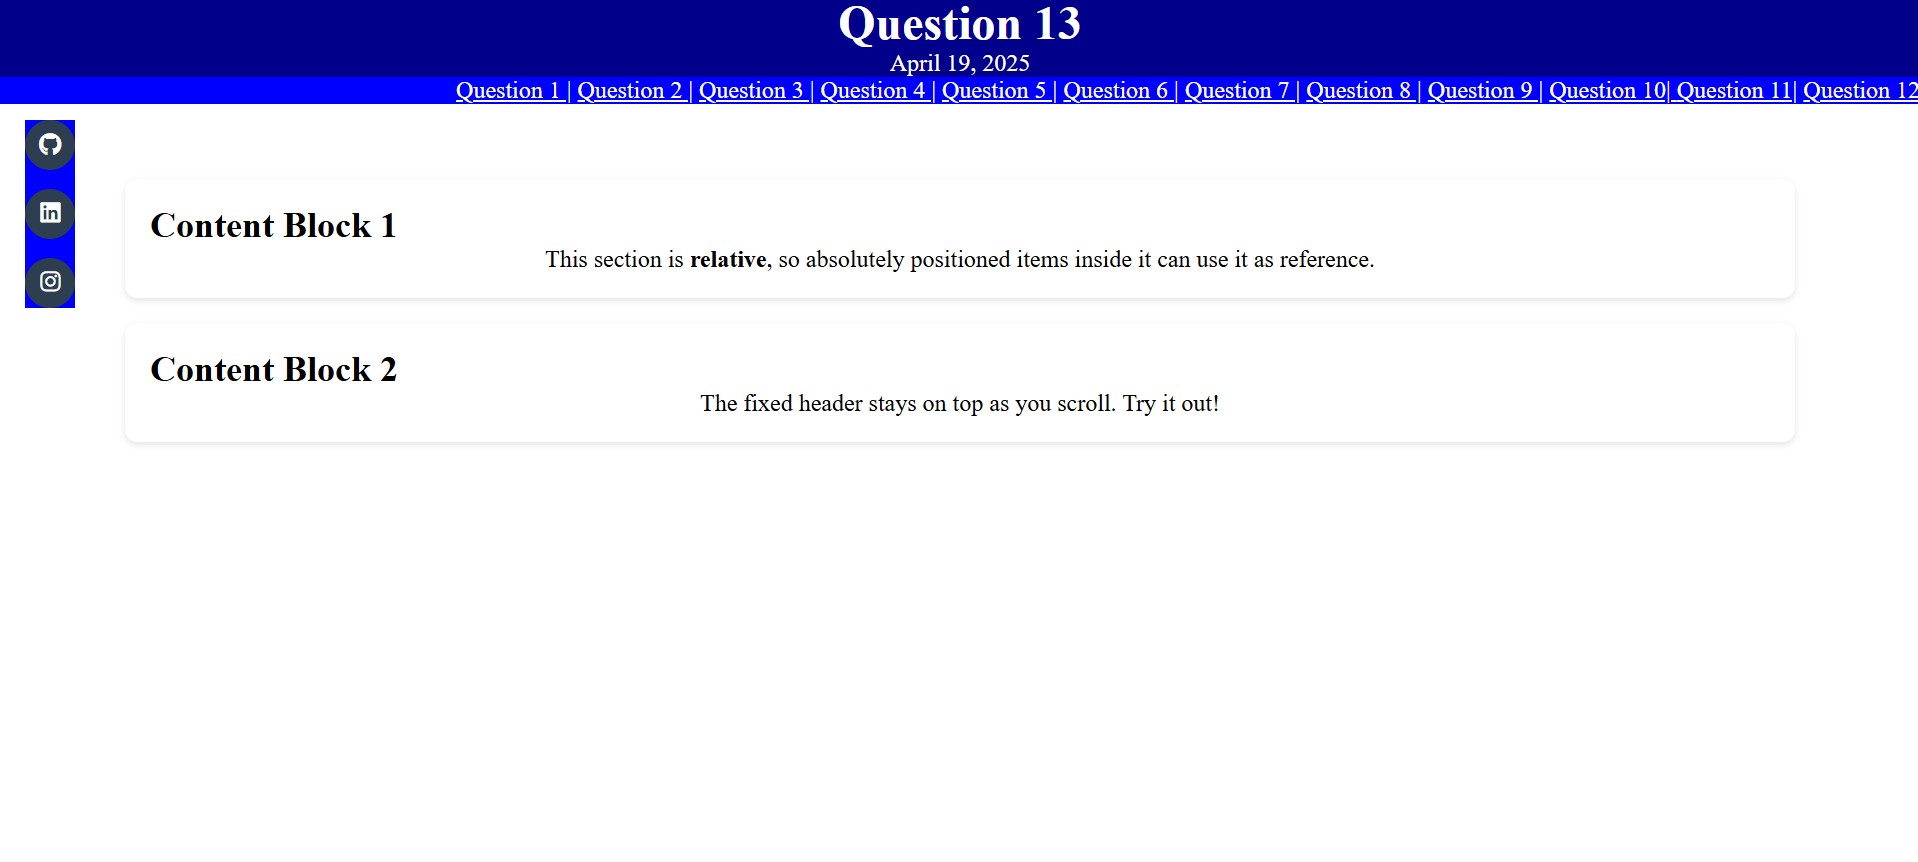 Question 13
April 19, 2025
Question 1 | Question 2 | Question 3 | Question 4 | Question 5 | Question 6 | Question 7 | Question 8 | Question 9 | Question 10| Question 11| Question 12
in
Content Block 1
This section is relative, so absolutely positioned items inside it can use it as reference.
Content Block 2
The fixed header stays on top as you scroll. Try it out!